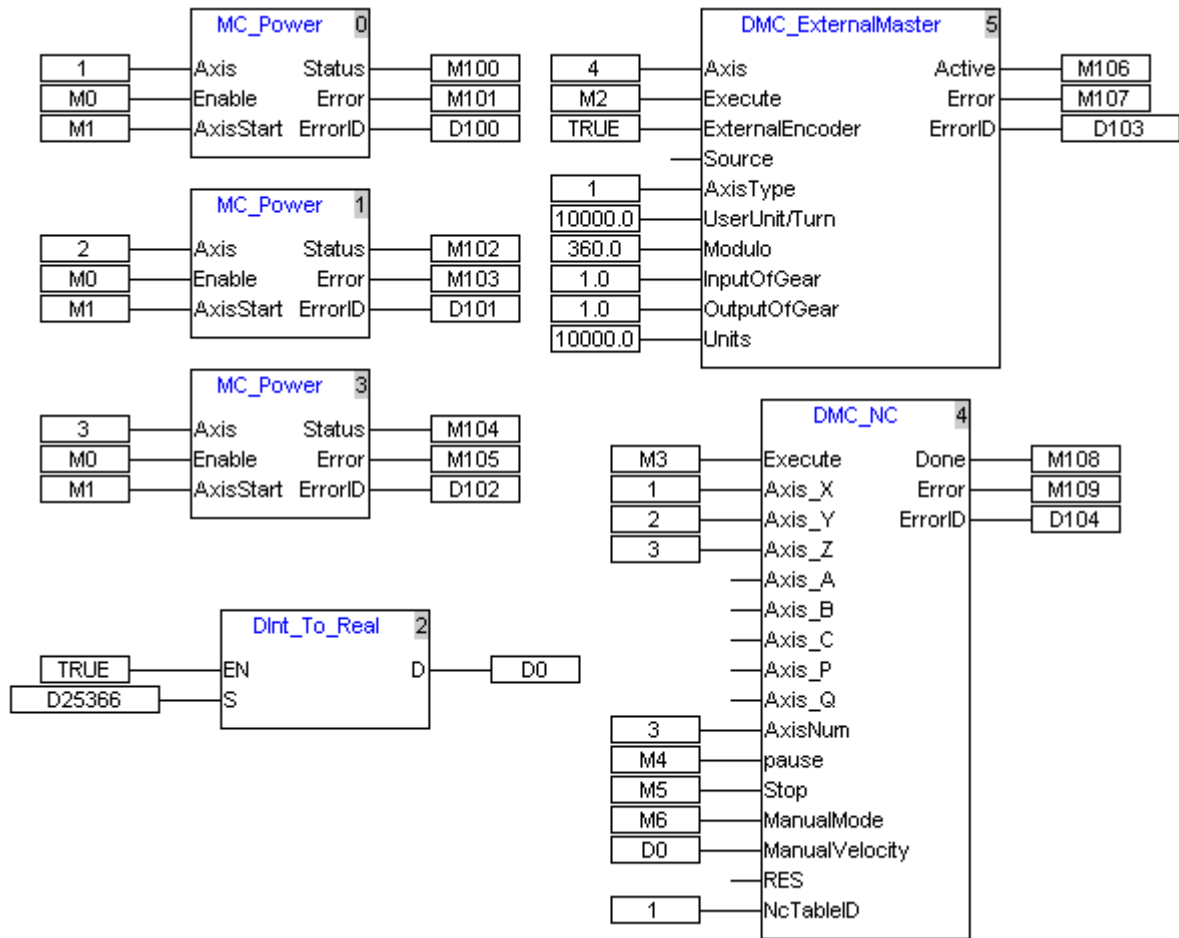 MC_Power 0
1 Axis Status M100
M0 Enable Error M101
M1 AxisStart ErrorID D100
MC_Power 1
2 Axis Status M102
M0 Enable Error M103
M1 AxisStart ErrorID D101
MC_Power 3
3 Axis Status M104
M0 Enable Error M105
M1 AxisStart ErrorID D102
DInt_To_Real 2
TRUE EN D D0
D25366 S
DMC_ExternalMaster 5
4 Axis Active M106
M2 Execute Error M107
TRUE ExternalEncoder ErrorID D103
Source
1 AxisType
10000.0 UserUnit/Turn
360.0 Modulo
1.0 InputOfGear
1.0 OutputOfGear
10000.0 Units
DMC_NC 4
M3 Execute Done M108
1 Axis_X Error M109
2 Axis_Y ErrorID D104
3 Axis_Z
Axis_A
Axis_B
Axis_C
Axis_P
Axis_Q
3 AxisNum
M4 pause
M5 Stop
M6 ManualMode
D0 ManualVelocity
RES
1 NcTableID